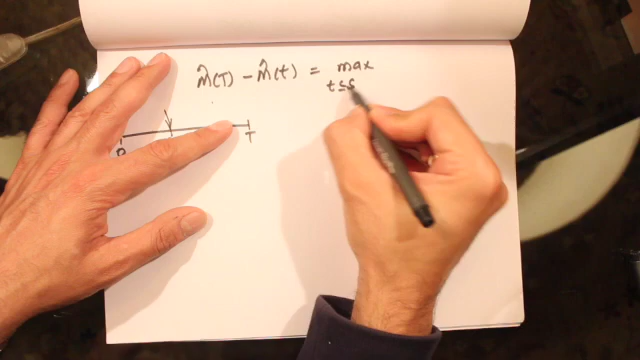 M̂(T) - M̂(t) = max
t≤s
0 T